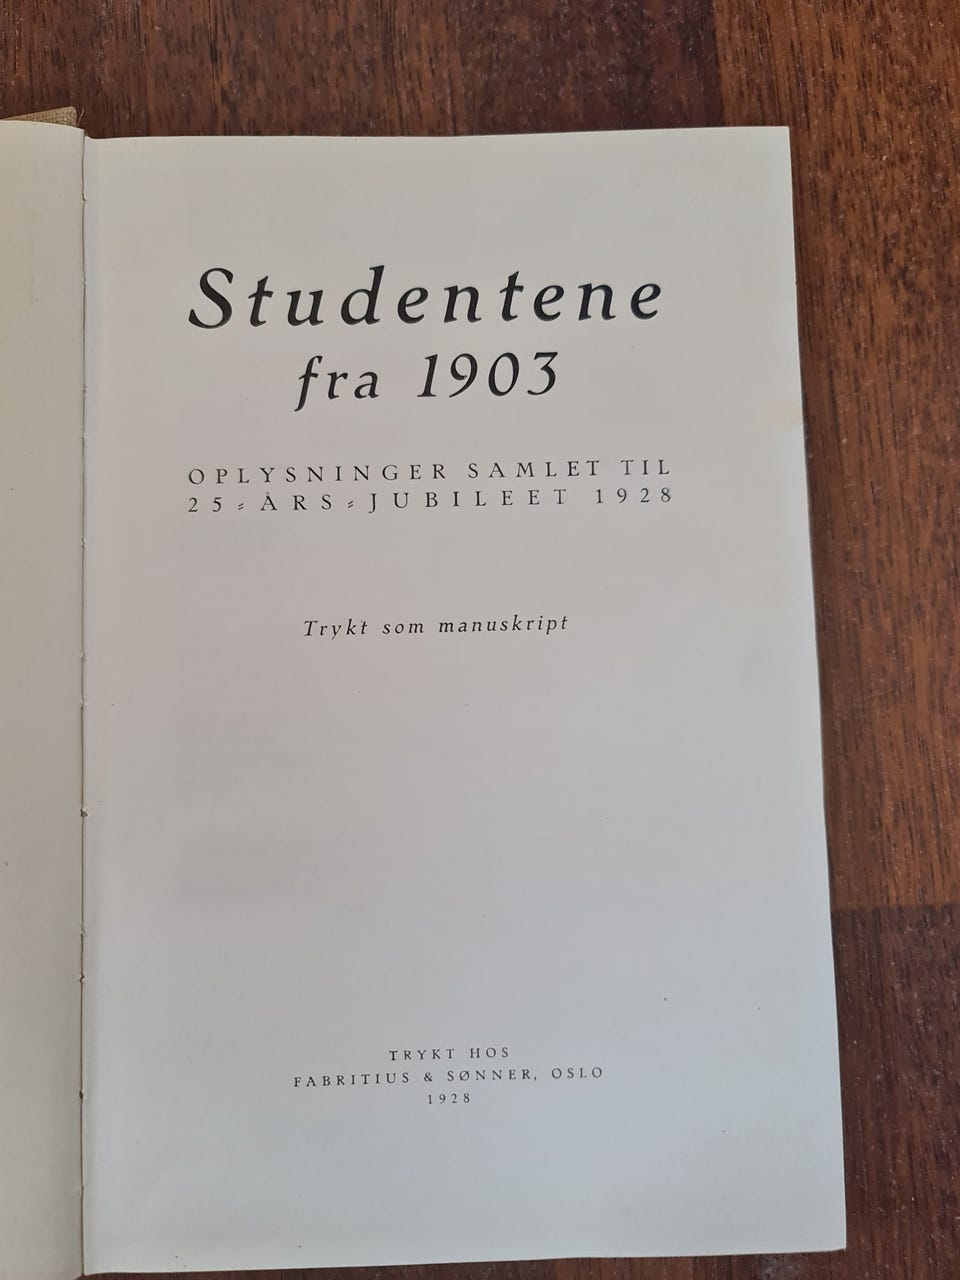 Studentene
fra 1903
OPLYSNINGER SAMLET TIL
25-ÅRS-JUBILEET 1928
Trykt som manuskript
TRYKT HOS
FABRITIUS & SØNNER, OSLO
1928